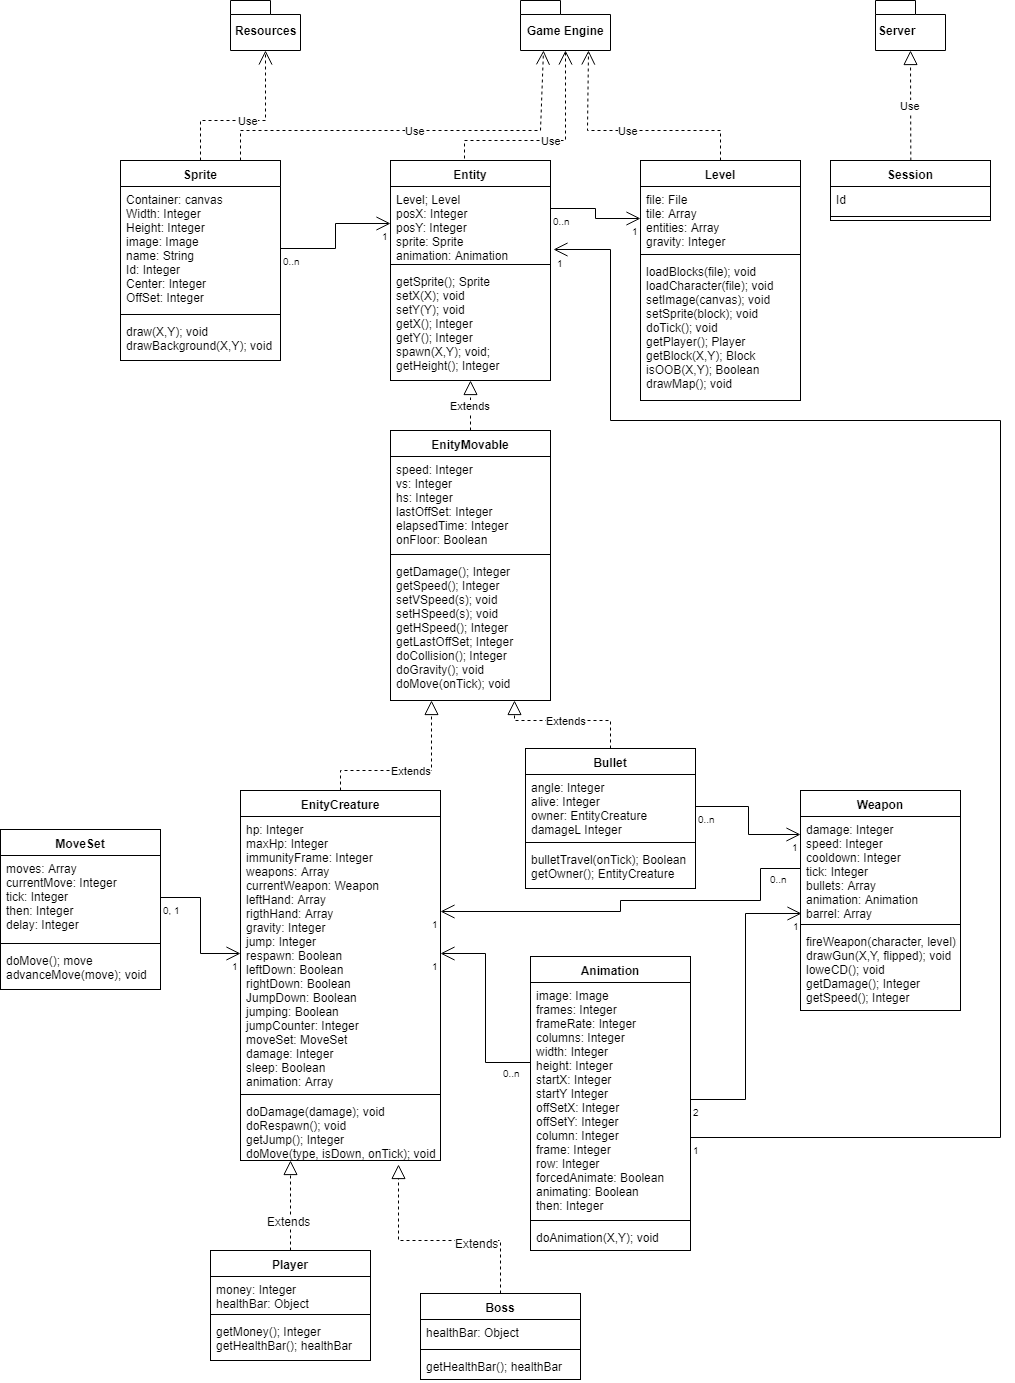 Resources
Game Engine
Server
Use
Use
Use
Use
Use
Sprite
Container: canvas
Width: Integer
Height: Integer
image: Image
name: String
Id: Integer
Center: Integer
OffSet: Integer
draw(X,Y); void
drawBackground(X,Y); void
0..n
1
Entity
Level; Level
posX: Integer
posY: Integer
sprite: Sprite
animation: Animation
getSprite(); Sprite
setX(X); void
setY(Y); void
getX(); Integer
getY(); Integer
spawn(X,Y); void;
getHeight(); Integer
0..n
1
1
Level
file: File
tile: Array
entities: Array
gravity: Integer
loadBlocks(file); void
loadCharacter(file); void
setImage(canvas); void
setSprite(block); void
doTick(); void
getPlayer(); Player
getBlock(X,Y); Block
isOOB(X,Y); Boolean
drawMap(); void
Session
Id
Extends
EnityMovable
speed: Integer
vs: Integer
hs: Integer
lastOffSet: Integer
elapsedTime: Integer
onFloor: Boolean
getDamage(); Integer
getSpeed(); Integer
setVSpeed(s); void
setHSpeed(s); void
getHSpeed(); Integer
getLastOffSet; Integer
doCollision(); Integer
doGravity(); void
doMove(onTick); void
Extends
Extends
Bullet
angle: Integer
alive: Integer
owner: EntityCreature
damageL Integer
bulletTravel(onTick); Boolean
getOwner(); EntityCreature
0..n
1
Weapon
damage: Integer
speed: Integer
cooldown: Integer
tick: Integer
bullets: Array
animation: Animation
barrel: Array
fireWeapon(character, level)
drawGun(X,Y, flipped); void
loweCD(); void
getDamage(); Integer
getSpeed(); Integer
0..n
1
1
MoveSet
moves: Array
currentMove: Integer
tick: Integer
then: Integer
delay: Integer
doMove(); move
advanceMove(move); void
0, 1
1
EnityCreature
hp: Integer
maxHp: Integer
immunityFrame: Integer
weapons: Array
currentWeapon: Weapon
leftHand: Array
rigthHand: Array
gravity: Integer
jump: Integer
respawn: Boolean
leftDown: Boolean
rightDown: Boolean
JumpDown: Boolean
jumping: Boolean
jumpCounter: Integer
moveSet: MoveSet
damage: Integer
sleep: Boolean
animation: Array
doDamage(damage); void
doRespawn(); void
getJump(); Integer
doMove(type, isDown, onTick); void
1
0..n
Animation
image: Image
frames: Integer
frameRate: Integer
columns: Integer
width: Integer
height: Integer
startX: Integer
startY Integer
offSetX: Integer
offSetY: Integer
column: Integer
frame: Integer
row: Integer
forcedAnimate: Boolean
animating: Boolean
then: Integer
doAnimation(X,Y); void
2
1
Extends
Extends
Player
money: Integer
healthBar: Object
getMoney(); Integer
getHealthBar(); healthBar
Boss
healthBar: Object
getHealthBar(); healthBar